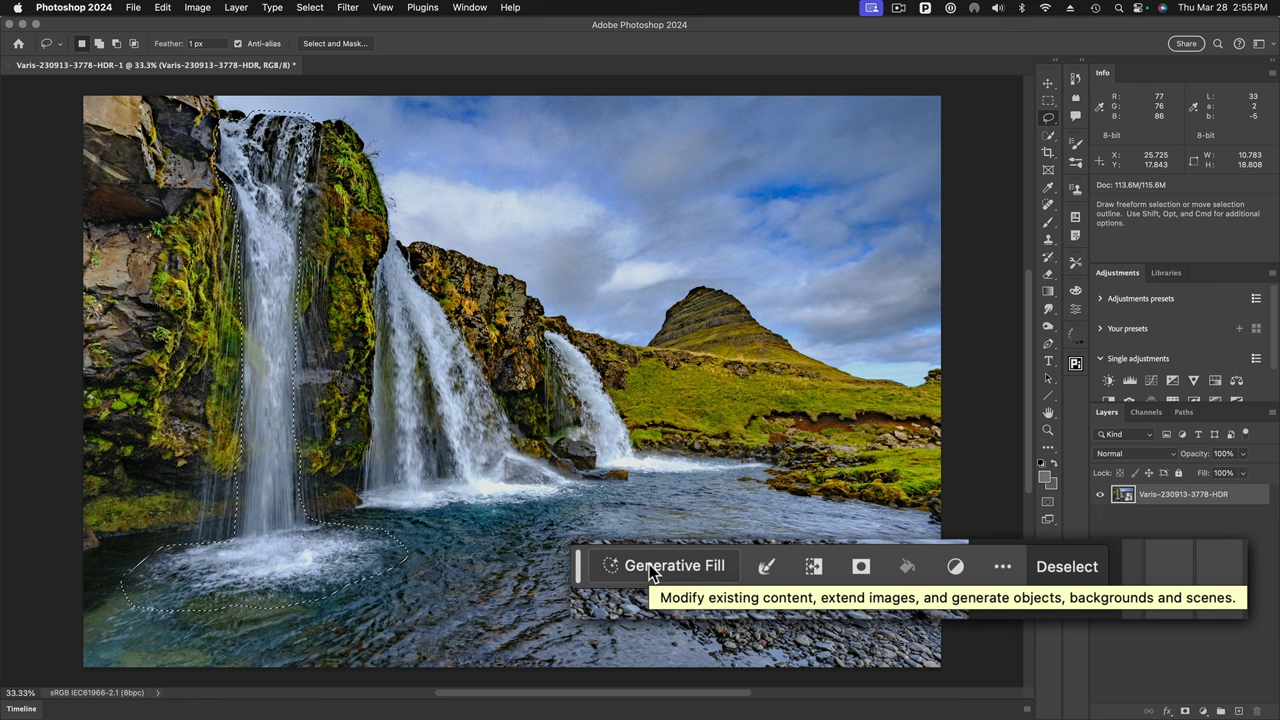 Photoshop 2024 File Edit Image Layer Type Select Filter View Plugins Window Help Thu Mar 28 2:55 PM
Adobe Photoshop 2024
Feather: 1 px Anti-alias Select and Mask... Share
Varis-230913-3778-HDR-1 @ 33.3% (Varis-230913-3778-HDR, RGB/8) *
Info
R: 77 L: 33
G: 76 a: 2
B: 86 b: -5
8-bit 8-bit
X: 25.725 W: 10.783
Y: 17.843 H: 18.808
Doc: 113.6M/115.6M
Draw freeform selection or move selection
outline. Use Shift, Opt, and Cmd for additional
options.
Adjustments Libraries
Adjustments presets
Your presets
Single adjustments
Layers Channels Paths
Kind
Normal Opacity: 100%
Lock: Fill: 100%
Varis-230913-3778-HDR
Generative Fill Deselect
Modify existing content, extend images, and generate objects, backgrounds and scenes.
33.33% sRGB IEC61966-2.1 (8bpc)
Timeline